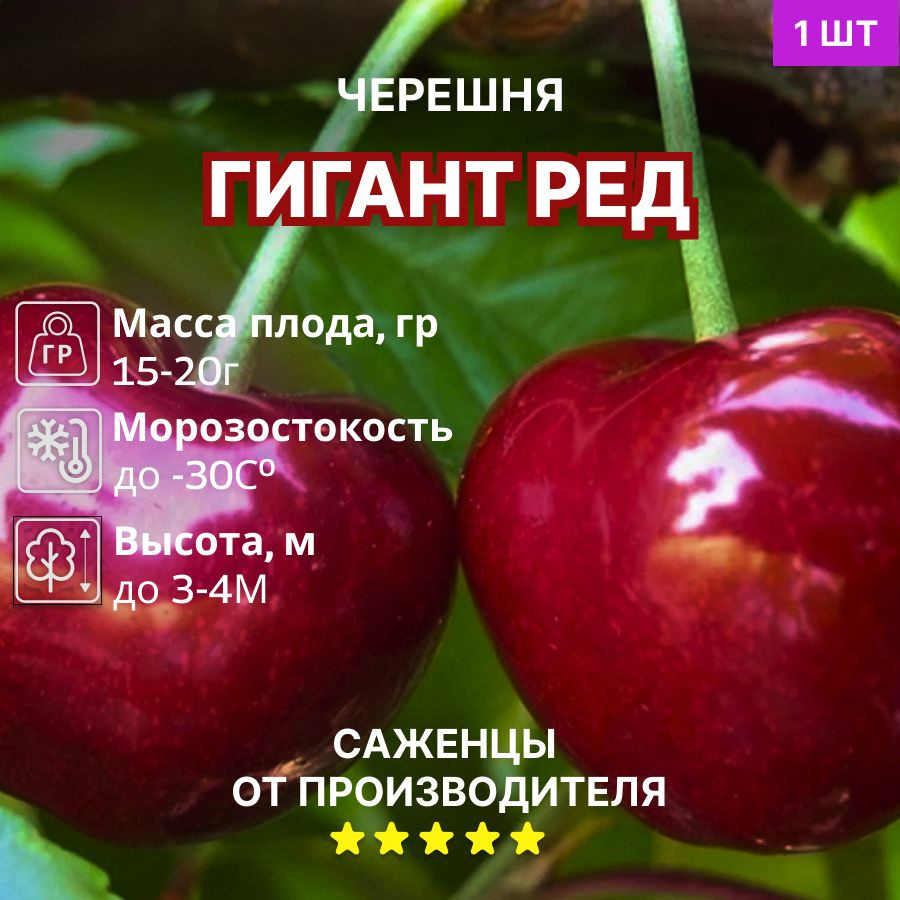 1 ШТ
ЧЕРЕШНЯ
ГИГАНТ РЕД
ГР
Масса плода, гр
15-20г
Морозостокость
до -30Сº
Высота, м
до 3-4М
САЖЕНЦЫ
ОТ ПРОИЗВОДИТЕЛЯ